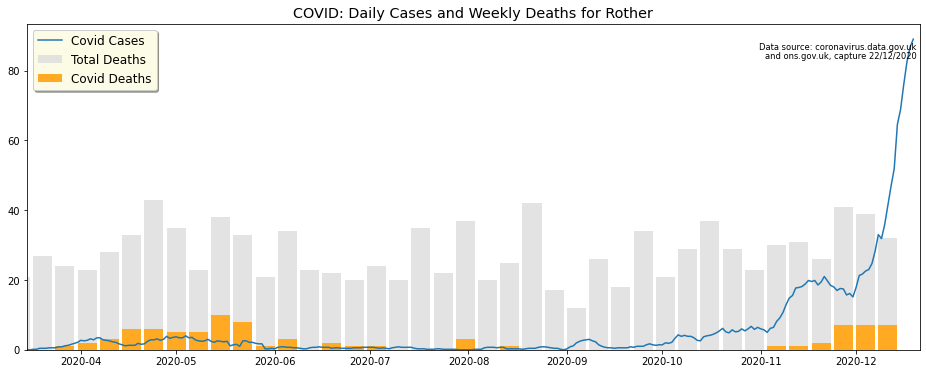 COVID: Daily Cases and Weekly Deaths for Rother
Covid Cases
Total Deaths
Covid Deaths
Data source: coronavirus.data.gov.uk
and ons.gov.uk, capture 22/12/2020
80
60
40
20
0
2020-04 2020-05 2020-06 2020-07 2020-08 2020-09 2020-10 2020-11 2020-12